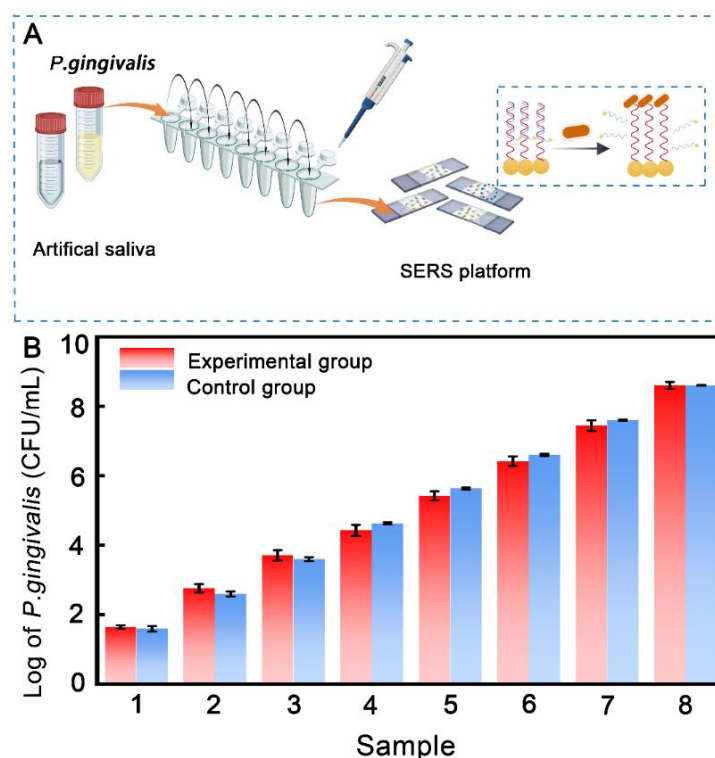 A
P.gingivalis
Artifical saliva
SERS platform
B
Experimental group
Control group
Log of P.gingivalis (CFU/mL)
10
8
6
4
2
0
1 2 3 4 5 6 7 8
Sample